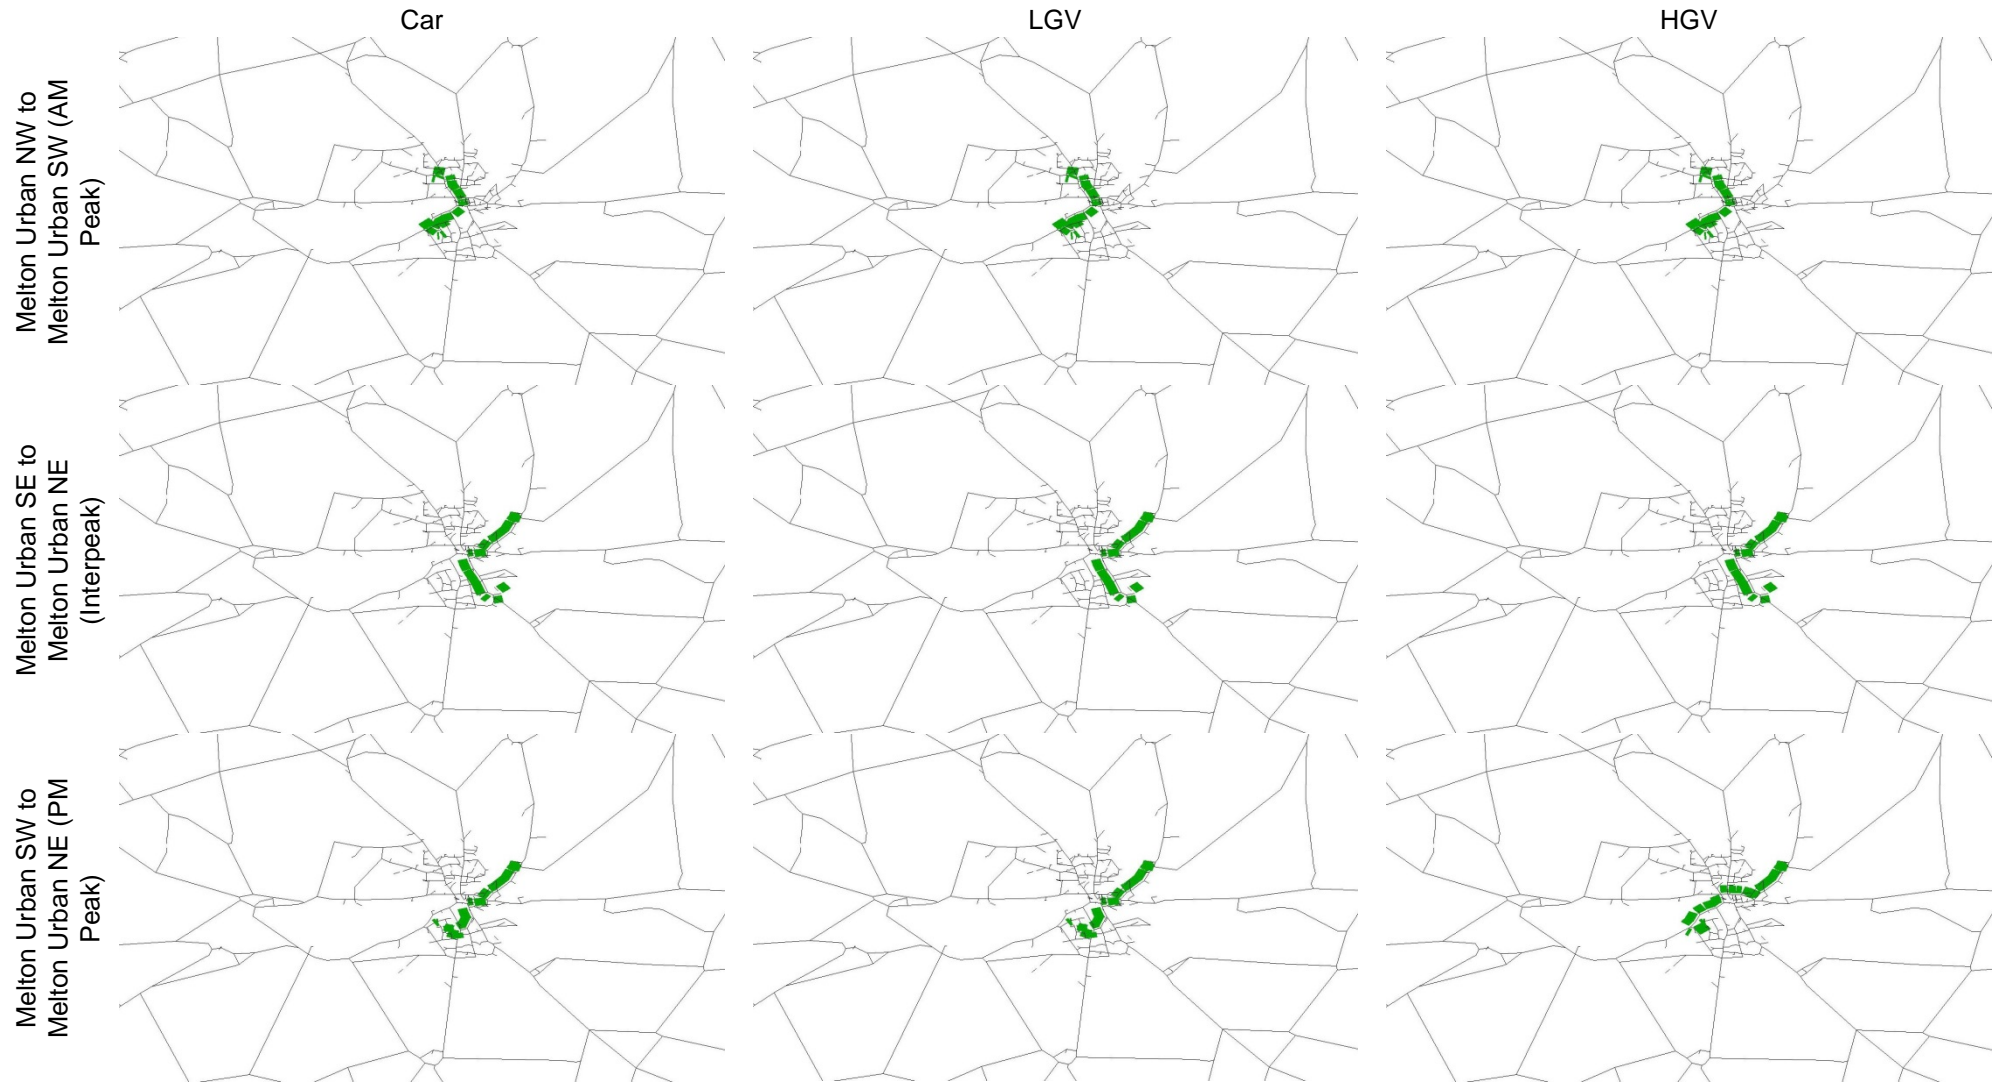 Car
LGV
HGV
Melton Urban NW to
Melton Urban SW (AM
Peak)
Melton Urban SE to
Melton Urban NE
(Interpeak)
Melton Urban SW to
Melton Urban NE (PM
Peak)